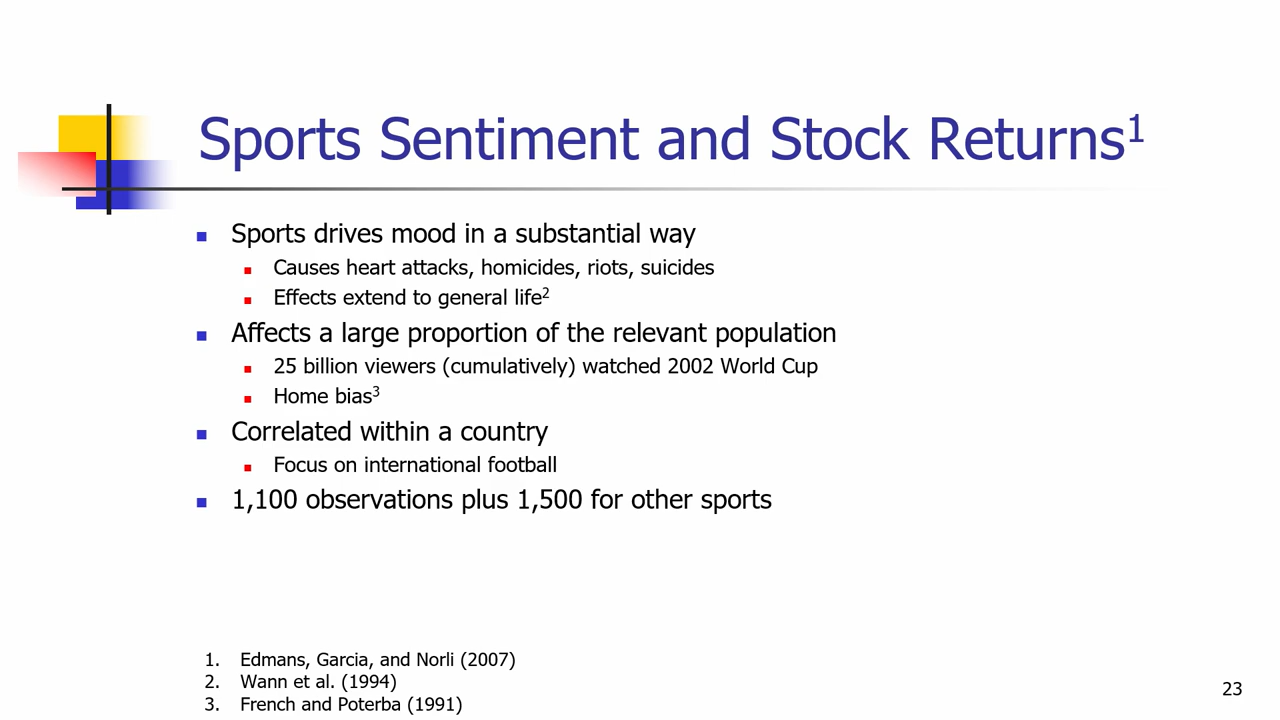 Sports Sentiment and Stock Returns¹
Sports drives mood in a substantial way
Causes heart attacks, homicides, riots, suicides
Effects extend to general life²
Affects a large proportion of the relevant population
25 billion viewers (cumulatively) watched 2002 World Cup
Home bias³
Correlated within a country
Focus on international football
1,100 observations plus 1,500 for other sports
1. Edmans, Garcia, and Norli (2007)
2. Wann et al. (1994)
3. French and Poterba (1991)
23